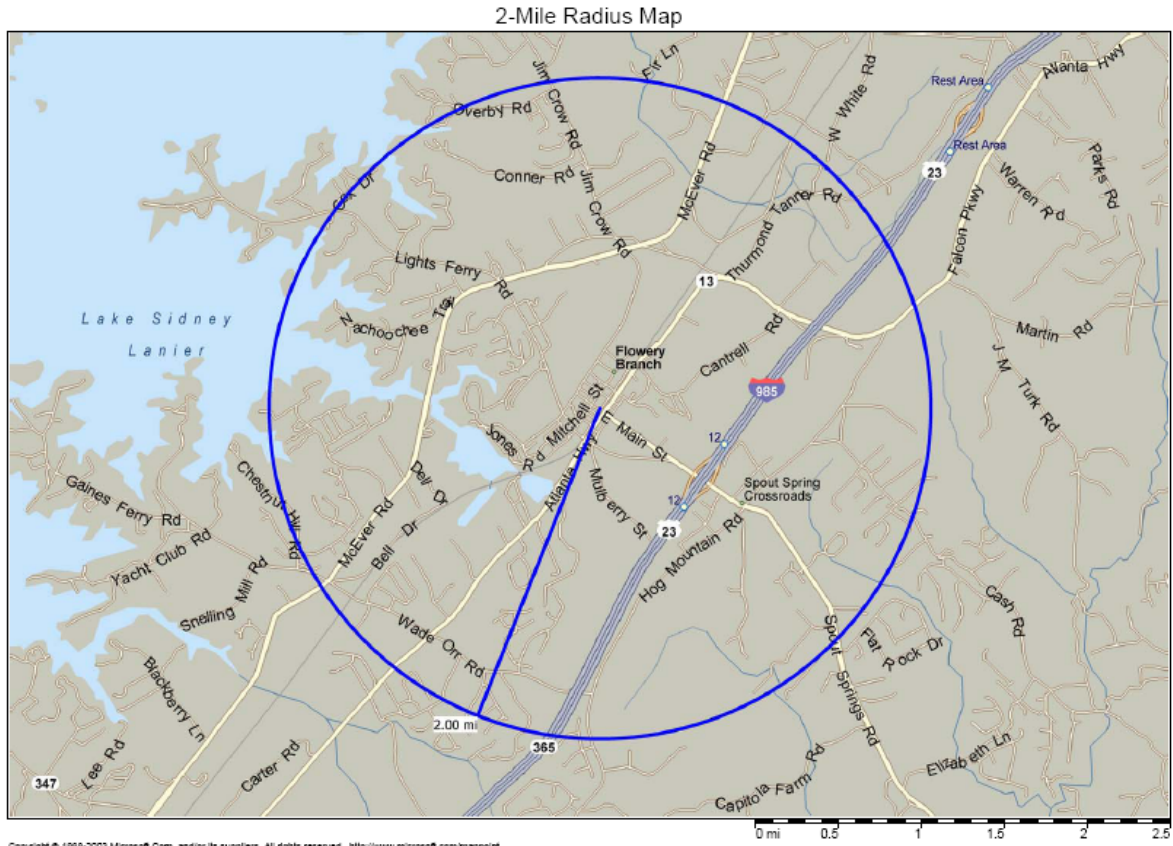 2-Mile Radius Map
Jim Crow Rd
Fir Ln
W White Rd
Rest Area
Atlanta Hwy
Overby Rd
Rest Area
McEver Rd
23
Parks Rd
Conner Rd
Jim Crow Rd
Warren Rd
Cox Dr
Thurmond Tanner Rd
Falcon Pkwy
Lights Ferry Rd
13
Nachoochee Trail
Lake Sidney
Lanier
Martin Rd
Cantrell Rd
Flowery
Branch
J M Turk Rd
985
Mitchell St
E Main St
Jones Rd
12
Atlanta Hwy
Chestnut Hill Rd
Dell Dr
Mulberry St
Spout Spring
Crossroads
Gaines Ferry Rd
12
McEver Rd
Bell Dr
23
Hog Mountain Rd
Yacht Club Rd
Snelling Mill Rd
Cash Rd
Wade Orr Rd
Flat Rock Dr
Spout Springs Rd
Blackberry Ln
2.00 mi
365
Elizabeth Ln
Lee Rd
Carter Rd
Capitola Farm Rd
347
0 mi 0.5 1 1.5 2 2.5